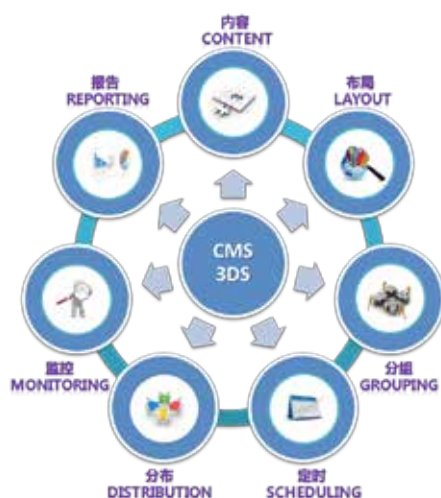 内容
CONTENT
布局
LAYOUT
分组
GROUPING
定时
SCHEDULING
分布
DISTRIBUTION
监控
MONITORING
报告
REPORTING
CMS
3DS